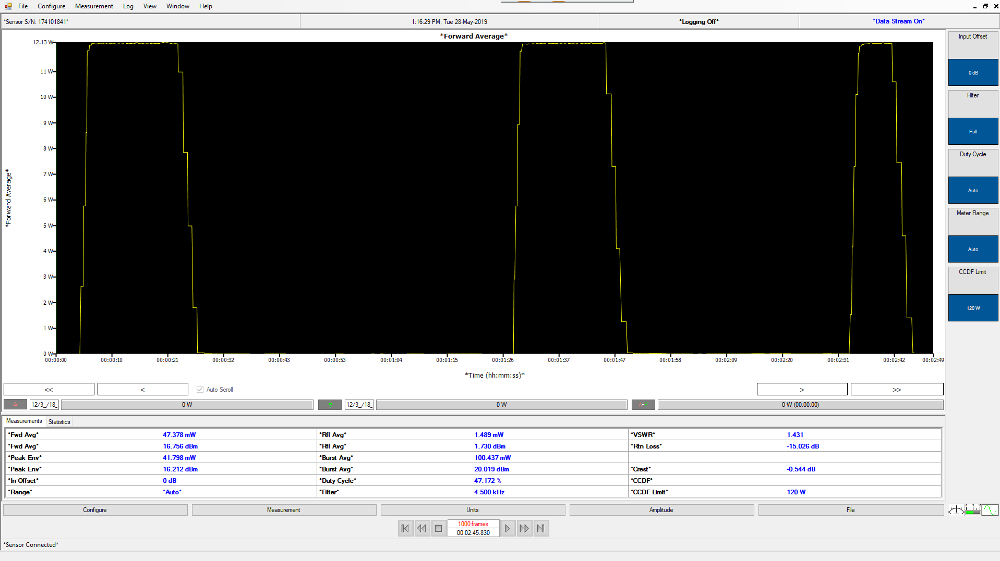 File Configure Measurement Log View Window Help
*Sensor S/N: 174101841* 1:16:29 PM, Tue 28-May-2019 *Logging Off* *Data Stream On*
*Forward Average*
12.13 W
11 W
10 W
9 W
8 W
7 W
6 W
5 W
4 W
3 W
2 W
1 W
0 W
*Forward Average*
00:00:00 00:00:10 00:00:21 00:00:32 00:00:43 00:00:53 00:01:04 00:01:15 00:01:26 00:01:37 00:01:47 00:01:58 00:02:09 00:02:20 00:02:31 00:02:42 00:02:49
*Time (hh:mm:ss)*
Input Offset
0 dB
Filter
Full
Duty Cycle
Auto
Meter Range
Auto
CCDF Limit
120 W
<< < Auto Scroll > >>
12/3_/18_ 0 W 12/3_/18_ 0 W 0 W (00:00:00)
Measurements Statistics
*Fwd Avg* 47.378 mW *Rfl Avg* 1.489 mW *VSWR* 1.431
*Fwd Avg* 16.756 dBm *Rfl Avg* 1.730 dBm *Rtn Loss* -15.026 dB
*Peak Env* 41.798 mW *Burst Avg* 100.437 mW
*Peak Env* 16.212 dBm *Burst Avg* 20.019 dBm *Crest* -0.544 dB
*In Offset* 0 dB *Duty Cycle* 47.172 % *CCDF*
*Range* *Auto* *Filter* 4.500 kHz *CCDF Limit* 120 W
Configure Measurement Units Amplitude File
0 5 10
1000 frames
00:02:45.830
*Sensor Connected*